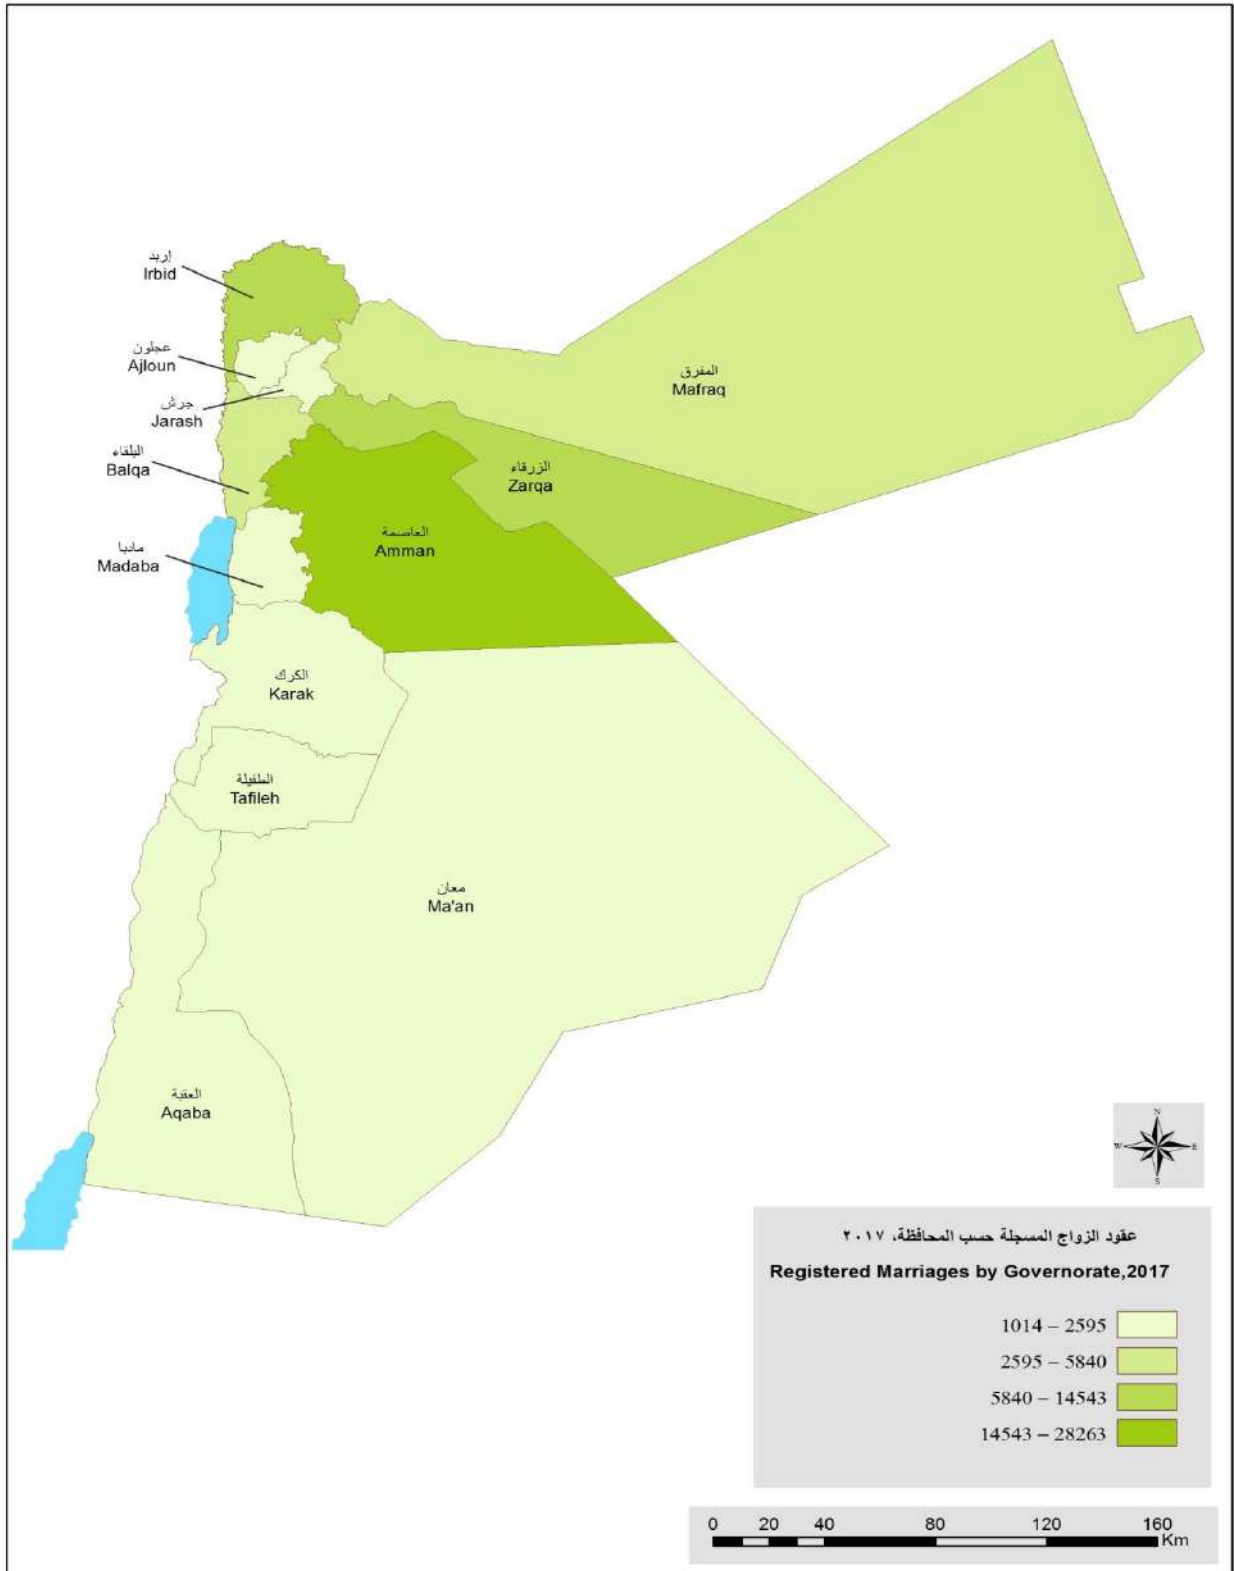 إربد
Irbid
عجلون
Ajloun
جرش
Jarash
المفرق
Mafraq
البلقاء
Balqa
الزرقاء
Zarqa
العاصمة
Amman
مادبا
Madaba
الكرك
Karak
الطفيلة
Tafileh
معان
Ma'an
العقبة
Aqaba
N
W E
S
عقود الزواج المسجلة حسب المحافظة، ٢٠١٧
Registered Marriages by Governorate,2017
1014 – 2595
2595 – 5840
5840 – 14543
14543 – 28263
0 20 40 80 120 160
Km